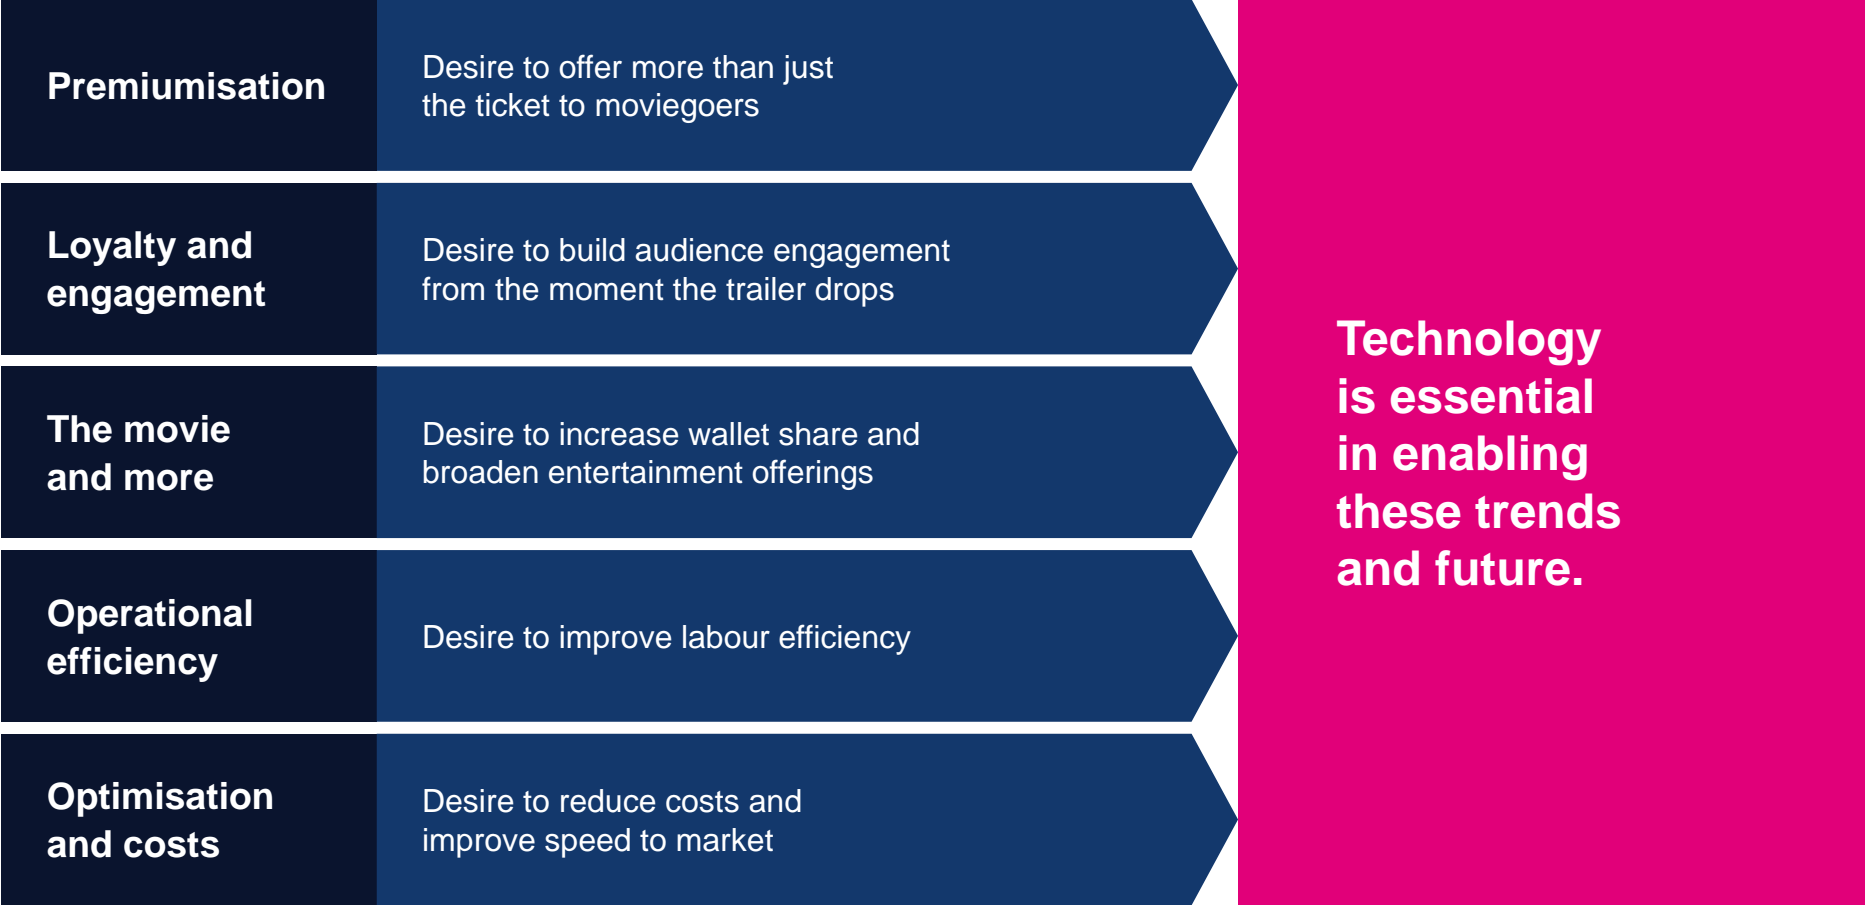 Premiumisation
Desire to offer more than just
the ticket to moviegoers
Loyalty and
engagement
Desire to build audience engagement
from the moment the trailer drops
The movie
and more
Desire to increase wallet share and
broaden entertainment offerings
Operational
efficiency
Desire to improve labour efficiency
Optimisation
and costs
Desire to reduce costs and
improve speed to market
Technology
is essential
in enabling
these trends
and future.